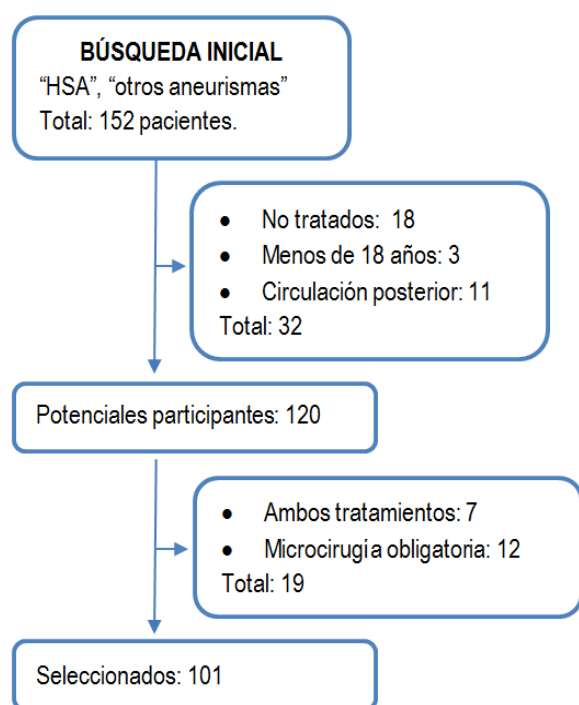 BÚSQUEDA INICIAL
“HSA”, “otros aneurismas”
Total: 152 pacientes.
• No tratados: 18
• Menos de 18 años: 3
• Circulación posterior: 11
Total: 32
Potenciales participantes: 120
• Ambos tratamientos: 7
• Microcirugía obligatoria: 12
Total: 19
Seleccionados: 101